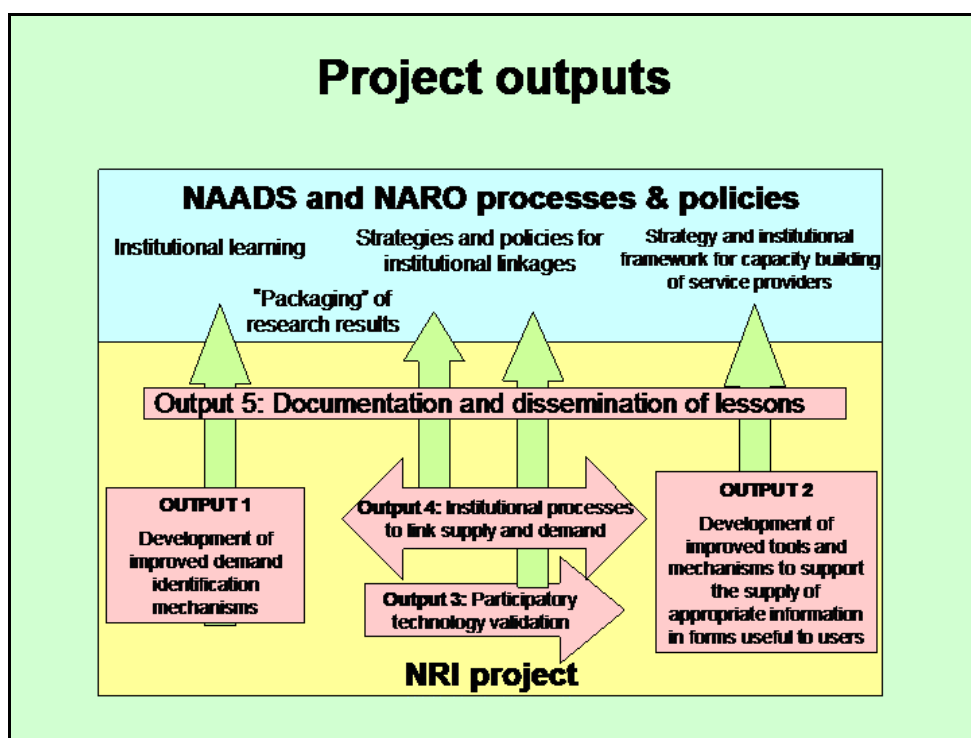 Project outputs
NAADS and NARO processes & policies
Institutional learning
Strategies and policies for
institutional linkages
Strategy and institutional
framework for capacity building
of service providers
"Packaging" of
research results
Output 5: Documentation and dissemination of lessons
OUTPUT 1
Development of
improved demand
identification
mechanisms
Output 4: Institutional processes
to link supply and demand
Output 3: Participatory
technology validation
OUTPUT 2
Development of
improved tools and
mechanisms to support
the supply of
appropriate information
in forms useful to users
NRI project